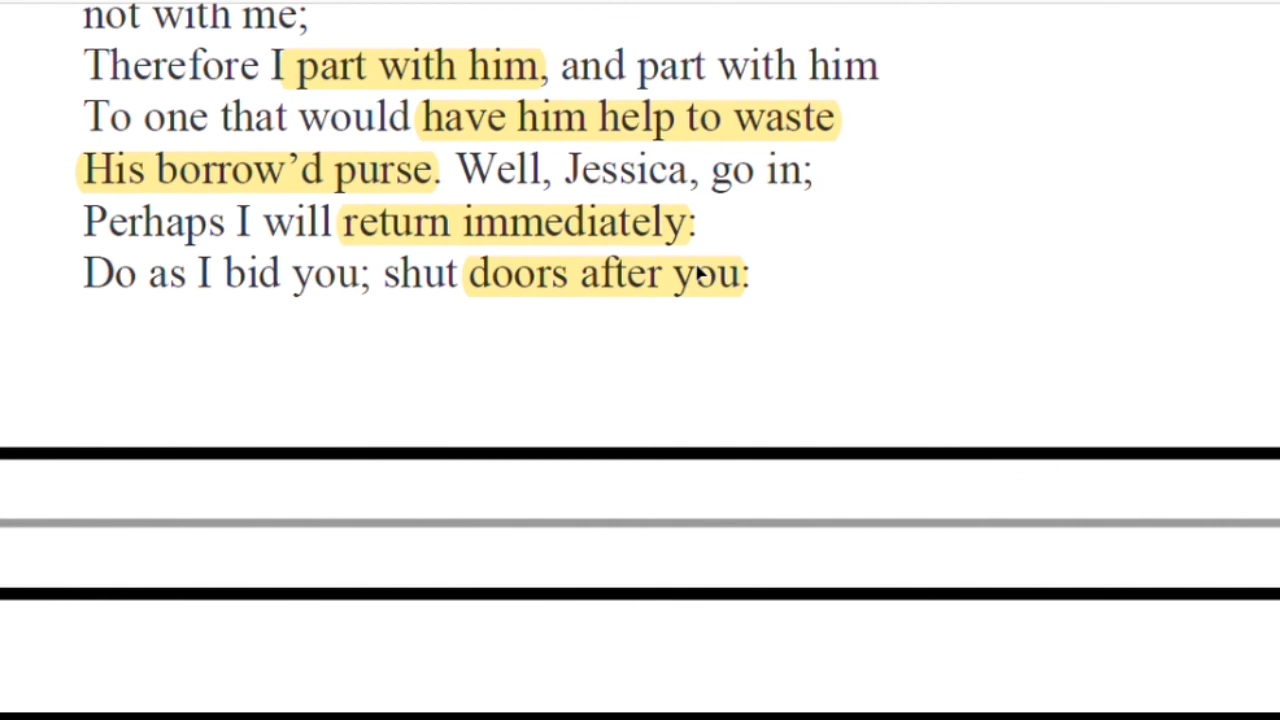 not with me;
Therefore I part with him, and part with him
To one that would have him help to waste
His borrow’d purse. Well, Jessica, go in;
Perhaps I will return immediately:
Do as I bid you; shut doors after you: